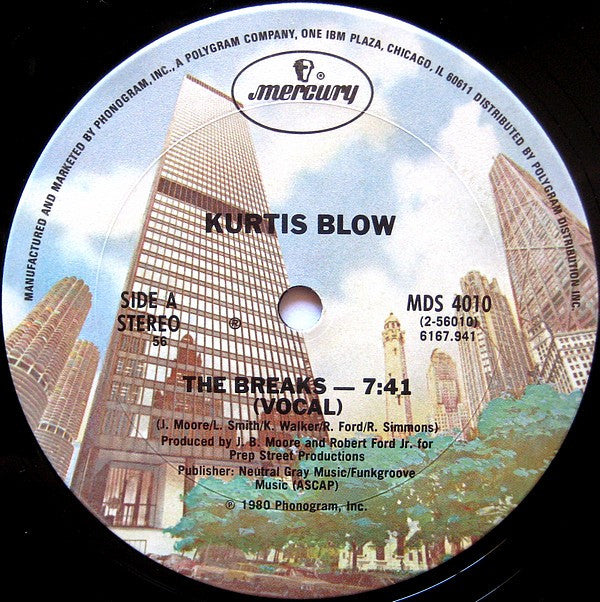 MANUFACTURED AND MARKETED BY PHONOGRAM, INC., A POLYGRAM COMPANY, ONE IBM PLAZA, CHICAGO, IL 60611 DISTRIBUTED BY POLYGRAM DISTRIBUTION INC.
®
mercury
KURTIS BLOW
SIDE A
STEREO
56
℗
MDS 4010
(2-56010)
6167.941
THE BREAKS — 7:41
(VOCAL)
(J. Moore/L. Smith/K. Walker/R. Ford/R. Simmons)
Produced by J. B. Moore and Robert Ford Jr. for
Prep Street Productions
Publisher: Neutral Gray Music/Funkgroove
Music (ASCAP)
℗ 1980 Phonogram, Inc.